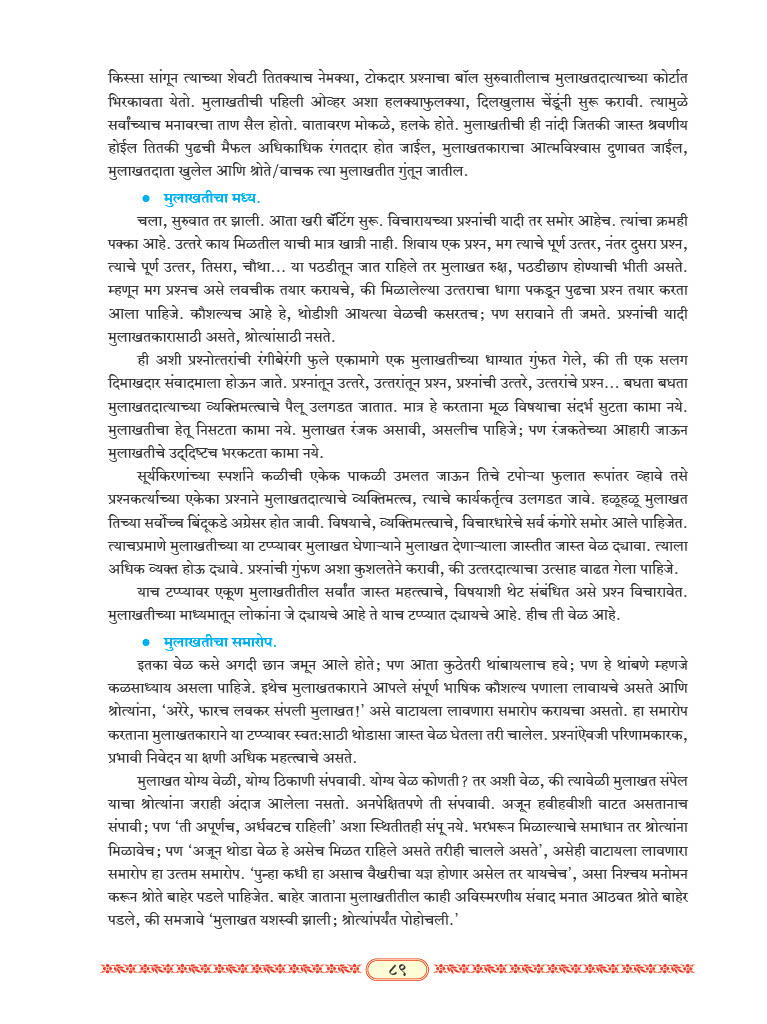 किस्सा सांगून त्याच्या शेवटी तितक्याच नेमक्या, टोकदार प्रश्नाचा बॉल सुरुवातीलाच मुलाखतदात्याच्या कोर्टात
भिरकावता येतो. मुलाखतीची पहिली ओव्हर अशा हलक्याफुलक्या, दिलखुलास चेंडूंनी सुरू करावी. त्यामुळे
सर्वांच्याच मनावरचा ताण सैल होतो. वातावरण मोकळे, हलके होते. मुलाखतीची ही नांदी जितकी जास्त श्रवणीय
होईल तितकी पुढची मैफल अधिकाधिक रंगतदार होत जाईल, मुलाखतकाराचा आत्मविश्वास दुणावत जाईल,
मुलाखतदाता खुलेल आणि श्रोते/वाचक त्या मुलाखतीत गुंतून जातील.
● मुलाखतीचा मध्य.
चला, सुरुवात तर झाली. आता खरी बॅटिंग सुरू. विचारायच्या प्रश्नांची यादी तर समोर आहेच. त्यांचा क्रमही
पक्का आहे. उत्तरे काय मिळतील याची मात्र खात्री नाही. शिवाय एक प्रश्न, मग त्याचे पूर्ण उत्तर, नंतर दुसरा प्रश्न,
त्याचे पूर्ण उत्तर, तिसरा, चौथा... या पठडीतून जात राहिले तर मुलाखत रुक्ष, पठडीछाप होण्याची भीती असते.
म्हणून मग प्रश्नच असे लवचीक तयार करायचे, की मिळालेल्या उत्तराचा धागा पकडून पुढचा प्रश्न तयार करता
आला पाहिजे. कौशल्यच आहे हे, थोडीशी आयत्या वेळची कसरतच; पण सरावाने ती जमते. प्रश्नांची यादी
मुलाखतकारासाठी असते, श्रोत्यांसाठी नसते.
ही अशी प्रश्नोत्तरांची रंगीबेरंगी फुले एकामागे एक मुलाखतीच्या धाग्यात गुंफत गेले, की ती एक सलग
दिमाखदार संवादमाला होऊन जाते. प्रश्नांतून उत्तरे, उत्तरांतून प्रश्न, प्रश्नांची उत्तरे, उत्तरांचे प्रश्न... बघता बघता
मुलाखतदात्याच्या व्यक्तिमत्त्वाचे पैलू उलगडत जातात. मात्र हे करताना मूळ विषयाचा संदर्भ सुटता कामा नये.
मुलाखतीचा हेतू निसटता कामा नये. मुलाखत रंजक असावी, असलीच पाहिजे; पण रंजकतेच्या आहारी जाऊन
मुलाखतीचे उद्‌दिष्टच भरकटता कामा नये.
सूर्यकिरणांच्या स्पर्शाने कळीची एकेक पाकळी उमलत जाऊन तिचे टपोऱ्या फुलात रूपांतर व्हावे तसे
प्रश्नकर्त्याच्या एकेका प्रश्नाने मुलाखतदात्याचे व्यक्तिमत्त्व, त्याचे कार्यकर्तृत्व उलगडत जावे. हळूहळू मुलाखत
तिच्या सर्वोच्च बिंदूकडे अग्रेसर होत जावी. विषयाचे, व्यक्तिमत्त्वाचे, विचारधारेचे सर्व कंगोरे समोर आले पाहिजेत.
त्याचप्रमाणे मुलाखतीच्या या टप्प्यावर मुलाखत घेणाऱ्याने मुलाखत देणाऱ्याला जास्तीत जास्त वेळ द्यावा. त्याला
अधिक व्यक्त होऊ द्यावे. प्रश्नांची गुंफण अशा कुशलतेने करावी, की उत्तरदात्याचा उत्साह वाढत गेला पाहिजे.
याच टप्प्यावर एकूण मुलाखतीतील सर्वांत जास्त महत्त्वाचे, विषयाशी थेट संबंधित असे प्रश्न विचारावेत.
मुलाखतीच्या माध्यमातून लोकांना जे द्यायचे आहे ते याच टप्प्यात द्यायचे आहे. हीच ती वेळ आहे.
● मुलाखतीचा समारोप.
इतका वेळ कसे अगदी छान जमून आले होते; पण आता कुठेतरी थांबायलाच हवे; पण हे थांबणे म्हणजे
कळसाध्याय असला पाहिजे. इथेच मुलाखतकाराने आपले संपूर्ण भाषिक कौशल्य पणाला लावायचे असते आणि
श्रोत्यांना, ‘अरेरे, फारच लवकर संपली मुलाखत!’ असे वाटायला लावणारा समारोप करायचा असतो. हा समारोप
करताना मुलाखतकाराने या टप्प्यावर स्वत:साठी थोडासा जास्त वेळ घेतला तरी चालेल. प्रश्नांऐवजी परिणामकारक,
प्रभावी निवेदन या क्षणी अधिक महत्त्वाचे असते.
मुलाखत योग्य वेळी, योग्य ठिकाणी संपवावी. योग्य वेळ कोणती? तर अशी वेळ, की त्यावेळी मुलाखत संपेल
याचा श्रोत्यांना जराही अंदाज आलेला नसतो. अनपेक्षितपणे ती संपवावी. अजून हवीहवीशी वाटत असतानाच
संपावी; पण ‘ती अपूर्णच, अर्धवटच राहिली’ अशा स्थितीतही संपू नये. भरभरून मिळाल्याचे समाधान तर श्रोत्यांना
मिळावेच; पण ‘अजून थोडा वेळ हे असेच मिळत राहिले असते तरीही चालले असते’, असेही वाटायला लावणारा
समारोप हा उत्तम समारोप. ‘पुन्हा कधी हा असाच वैखरीचा यज्ञ होणार असेल तर यायचेच’, असा निश्चय मनोमन
करून श्रोते बाहेर पडले पाहिजेत. बाहेर जाताना मुलाखतीतील काही अविस्मरणीय संवाद मनात आठवत श्रोते बाहेर
पडले, की समजावे ‘मुलाखत यशस्वी झाली; श्रोत्यांपर्यंत पोहोचली.’
८९